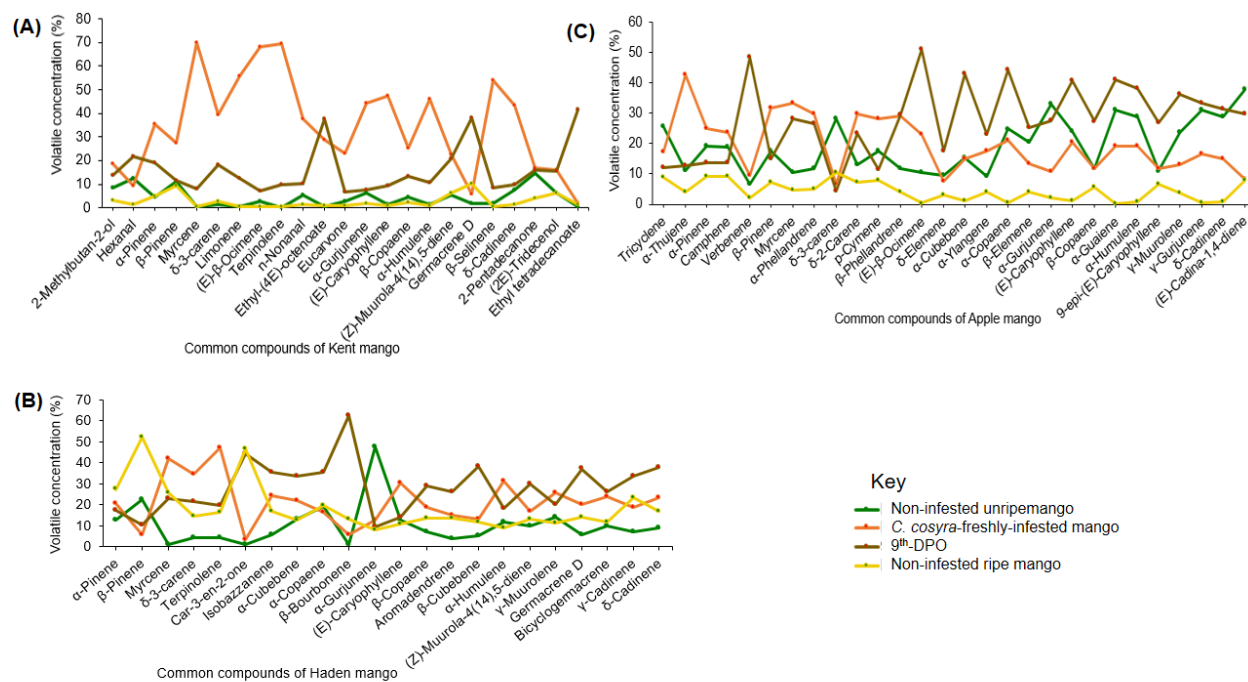 (A)
Volatile concentration (%)
80
70
60
50
40
30
20
10
0
2-Methylbutan-2-ol
Hexanal
α-Pinene
β-Pinene
Myrcene
δ-3-carene
Limonene
(E)-β-Ocimene
Terpinolene
n-Nonanal
Ethyl-(4E)-octenoate
Eucarvone
α-Gurjunene
(E)-Caryophyllene
β-Copaene
α-Humulene
(Z)-Muurola-4(14),5-diene
Germacrene D
β-Selinene
δ-Cadinene
2-Pentadecanone
(2E)-Tridecenol
Ethyl tetradecanoate
Common compounds of Kent mango
(C)
Volatile concentration (%)
60
50
40
30
20
10
0
Tricyclene
α-Thujene
α-Pinene
Camphene
Verbenene
β-Pinene
Myrcene
α-Phellandrene
δ-3-carene
δ-2-Carene
p-Cymene
β-Phellandrene
(E)-β-Ocimene
δ-Elemene
α-Cubebene
α-Ylangene
α-Copaene
β-Elemene
α-Gurjunene
(E)-Caryophyllene
β-Copaene
α-Gualene
α-Humulene
9-epi-(E)-Caryophyllene
γ-Muurolene
γ-Gurjunene
δ-Cadinene
(E)-Cadina-1,4-diene
Common compounds of Apple mango
(B)
Volatile concentration (%)
70
60
50
40
30
20
10
0
α-Pinene
β-Pinene
Myrcene
δ-3-carene
Terpinolene
Car-3-en-2-one
Isobazzanene
α-Cubebene
α-Copaene
β-Bourbonene
α-Gurjunene
(E)-Caryophyllene
β-Copaene
Aromadendrene
β-Cubebene
α-Humulene
(Z)-Muurola-4(14),5-diene
γ-Muurolene
Germacrene D
Bicyclogermacrene
γ-Cadinene
δ-Cadinene
Common compounds of Haden mango
Key
Non-infested unripemango
C. cosyra-freshly-infested mango
9th-DPO
Non-infested ripe mango